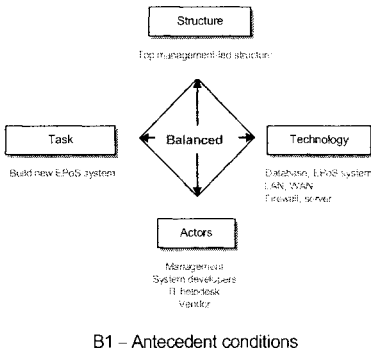 Structure
Top management-led structure
Task
Balanced
Technology
Build new EPoS system
Database, EPoS system
LAN, WAN
Firewall, server
Actors
Management
System developers
IT helpdesk
Vendor
B1 – Antecedent conditions